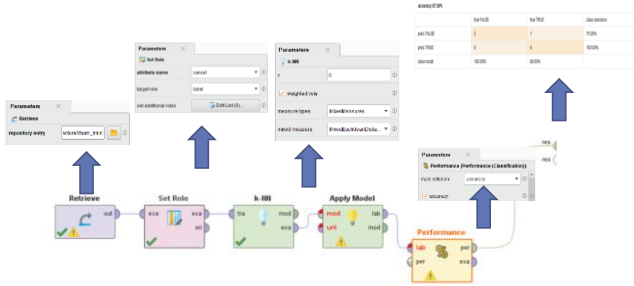 accuracy: 87.50%
true FALSE true TRUE class precision
pred. FALSE 3 1 75.00%
pred. TRUE 0 4 100.00%
class recall 100.00% 80.00%
Parameters ×
Set Role
attribute name cancel
target role label
set additional roles Edit List (0)...
Parameters ×
k-NN
k 5
weighted vote
measure types MixedMeasures
mixed measure MixedEuclideanDista...
Parameters ×
Retrieve
repository entry
res
res
Parameters ×
Performance (Performance (Classification))
main criterion accuracy
accuracy
Retrieve
out
Set Role
exa exa
ori
k-NN
tra mod
exa
Apply Model
mod lab
unl mod
Performance
lab per
per exa